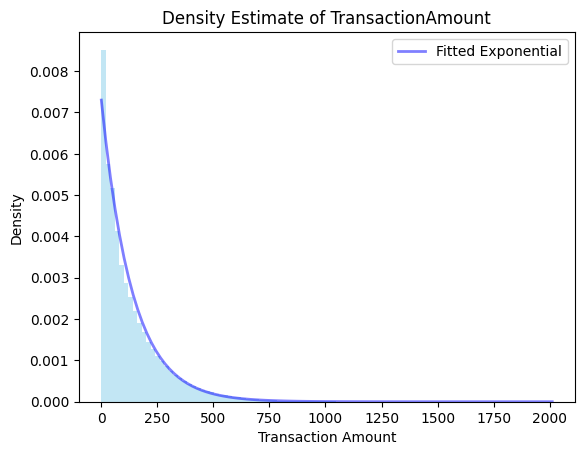 Density Estimate of TransactionAmount
Fitted Exponential
Density
0.008
0.007
0.006
0.005
0.004
0.003
0.002
0.001
0.000
0 250 500 750 1000 1250 1500 1750 2000
Transaction Amount